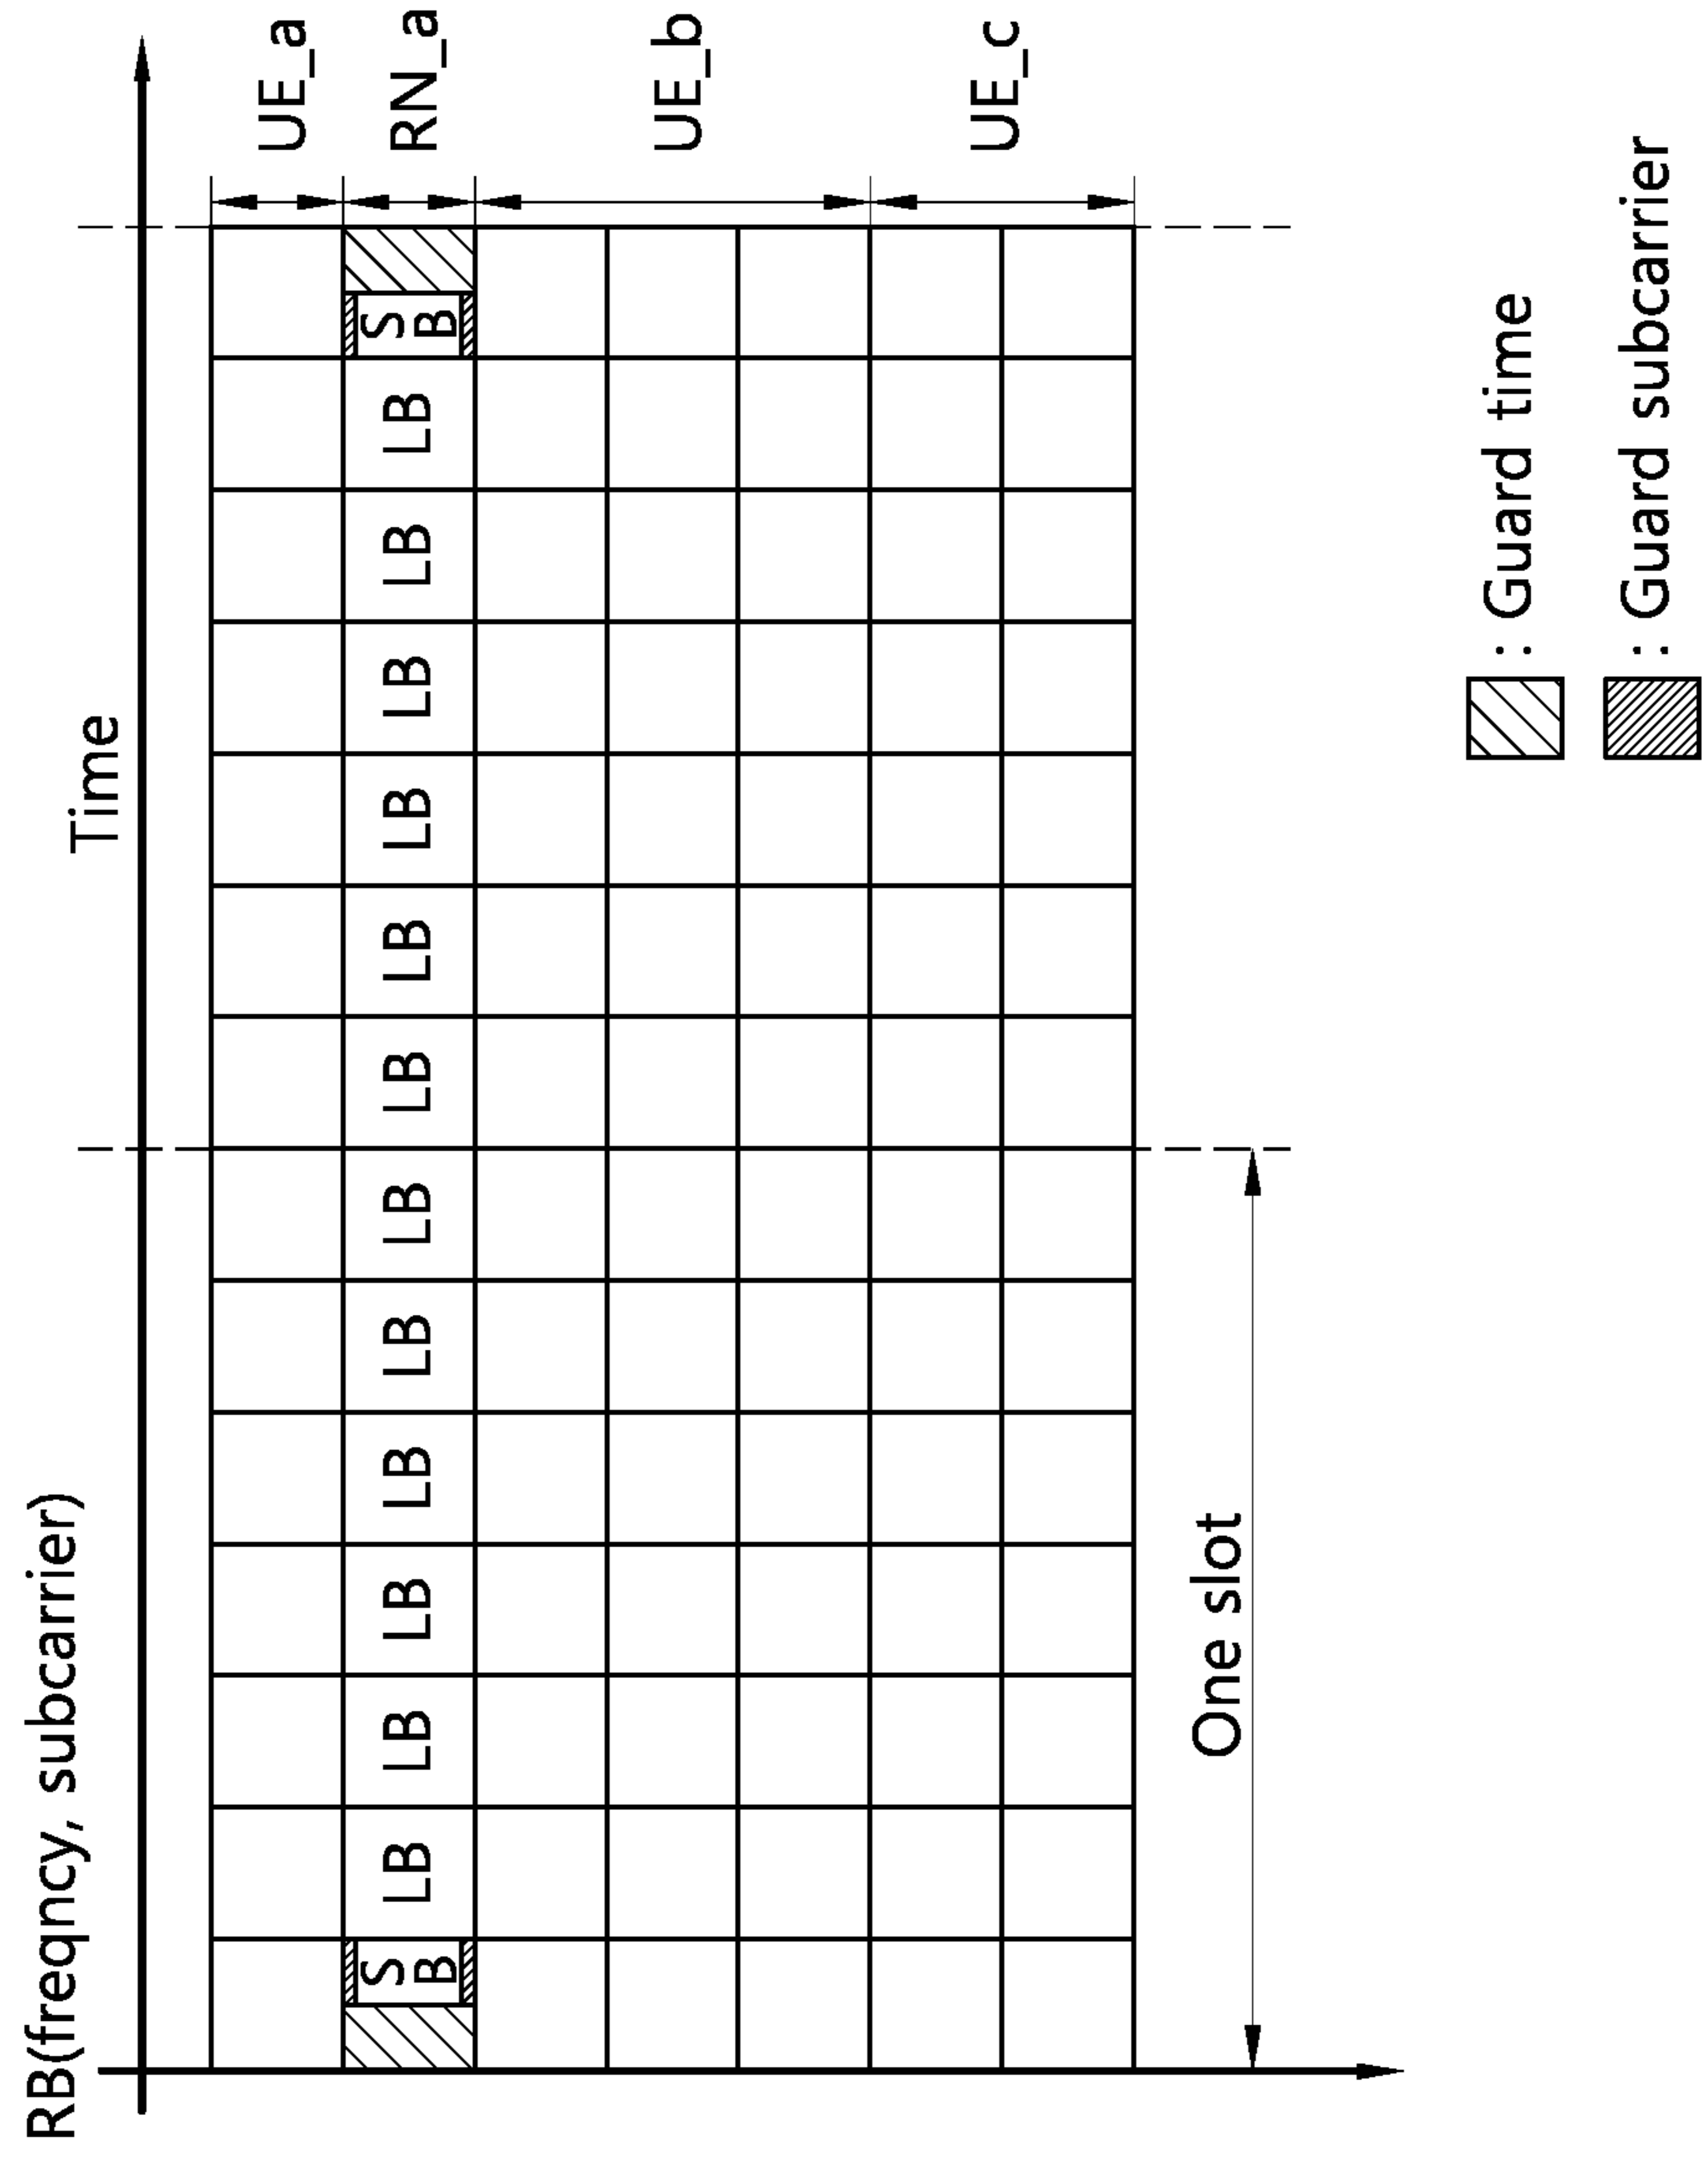 RB(freqncy, subcarrier)
Time
UE_a
S
B
LB
LB
LB
LB
LB
LB
LB
LB
LB
LB
LB
LB
S
B
RN_a
UE_b
UE_c
One slot
: Guard time
: Guard subcarrier